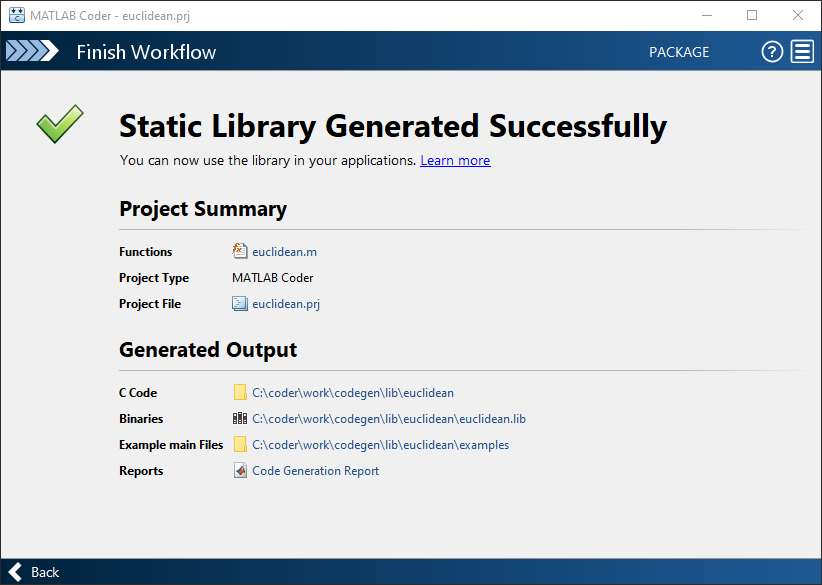 MATLAB Coder - euclidean.prj
Finish Workflow PACKAGE ?
Static Library Generated Successfully
You can now use the library in your applications. Learn more
Project Summary
Functions euclidean.m
Project Type MATLAB Coder
Project File euclidean.prj
Generated Output
C Code C:\coder\work\codegen\lib\euclidean
Binaries C:\coder\work\codegen\lib\euclidean\euclidean.lib
Example main Files C:\coder\work\codegen\lib\euclidean\examples
Reports Code Generation Report
Back